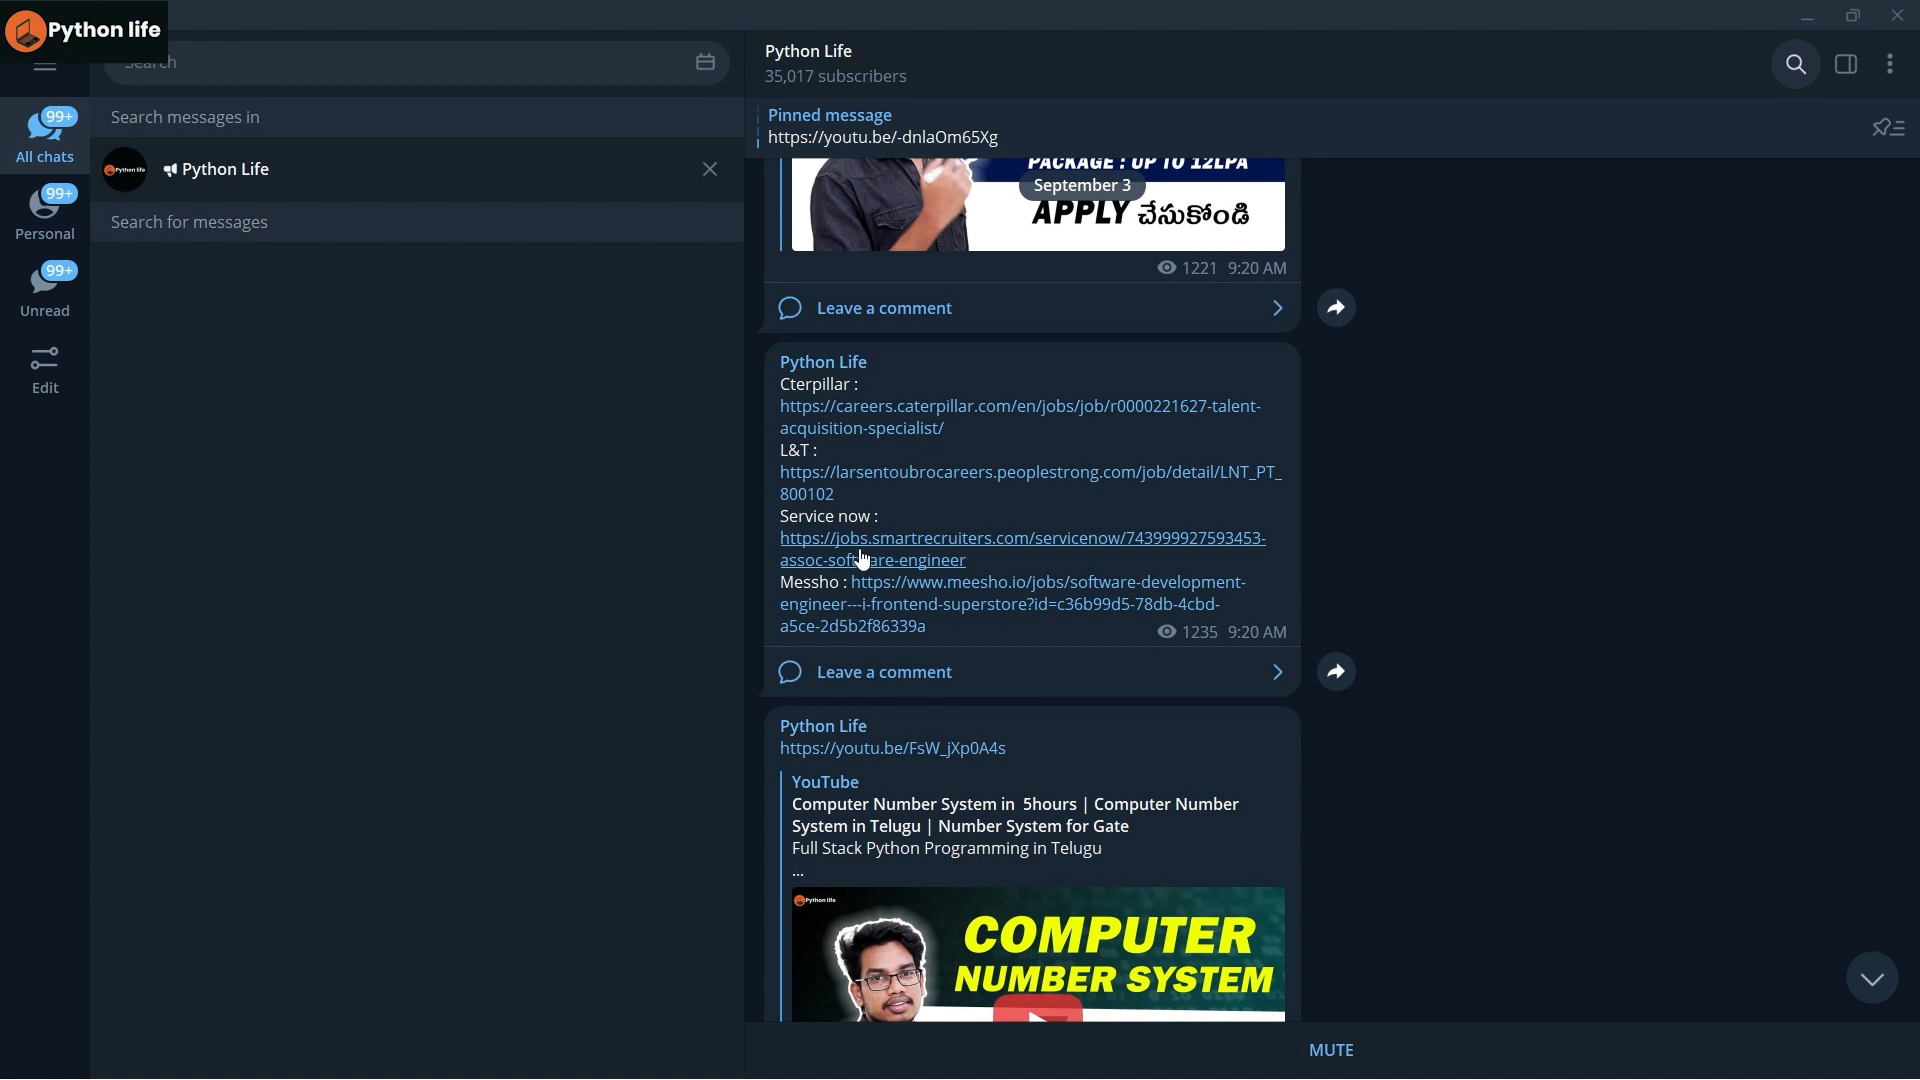 Python life
Search
Search messages in
Python Life
Search for messages
99+
All chats
99+
Personal
99+
Unread
Edit
Python Life
35,017 subscribers
Pinned message
https://youtu.be/-dnlaOm65Xg
PACKAGE : UP TO 12LPA
September 3
APPLY చేసుకోండి
1221 9:20 AM
Leave a comment
Python Life
Cterpillar :
https://careers.caterpillar.com/en/jobs/job/r0000221627-talent-
acquisition-specialist/
L&T :
https://larsentoubrocareers.peoplestrong.com/job/detail/LNT_PT_
800102
Service now :
https://jobs.smartrecruiters.com/servicenow/743999927593453-
assoc-software-engineer
Messho : https://www.meesho.io/jobs/software-development-
engineer---i-frontend-superstore?id=c36b99d5-78db-4cbd-
a5ce-2d5b2f86339a
1235 9:20 AM
Leave a comment
Python Life
https://youtu.be/FsW_jXp0A4s
YouTube
Computer Number System in 5hours | Computer Number
System in Telugu | Number System for Gate
Full Stack Python Programming in Telugu
...
Python life
COMPUTER
NUMBER SYSTEM
MUTE